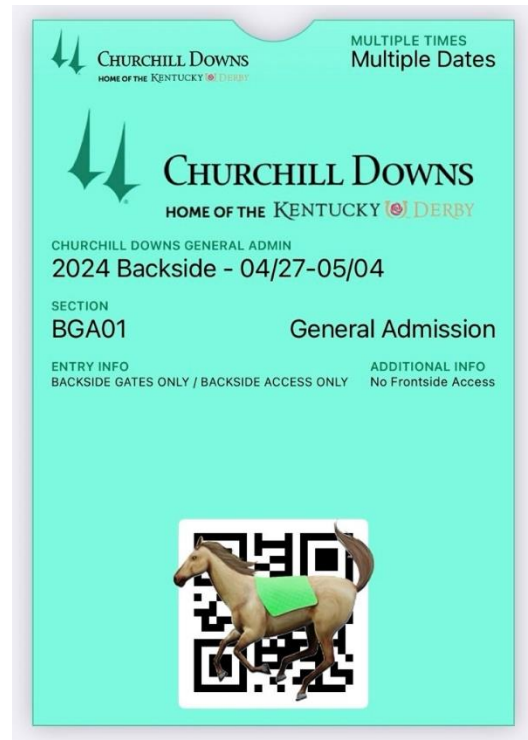 CHURCHILL DOWNS
HOME OF THE KENTUCKY DERBY
MULTIPLE TIMES
Multiple Dates
CHURCHILL DOWNS
HOME OF THE KENTUCKY DERBY
CHURCHILL DOWNS GENERAL ADMIN
2024 Backside - 04/27-05/04
SECTION
BGA01
General Admission
ENTRY INFO
BACKSIDE GATES ONLY / BACKSIDE ACCESS ONLY
ADDITIONAL INFO
No Frontside Access